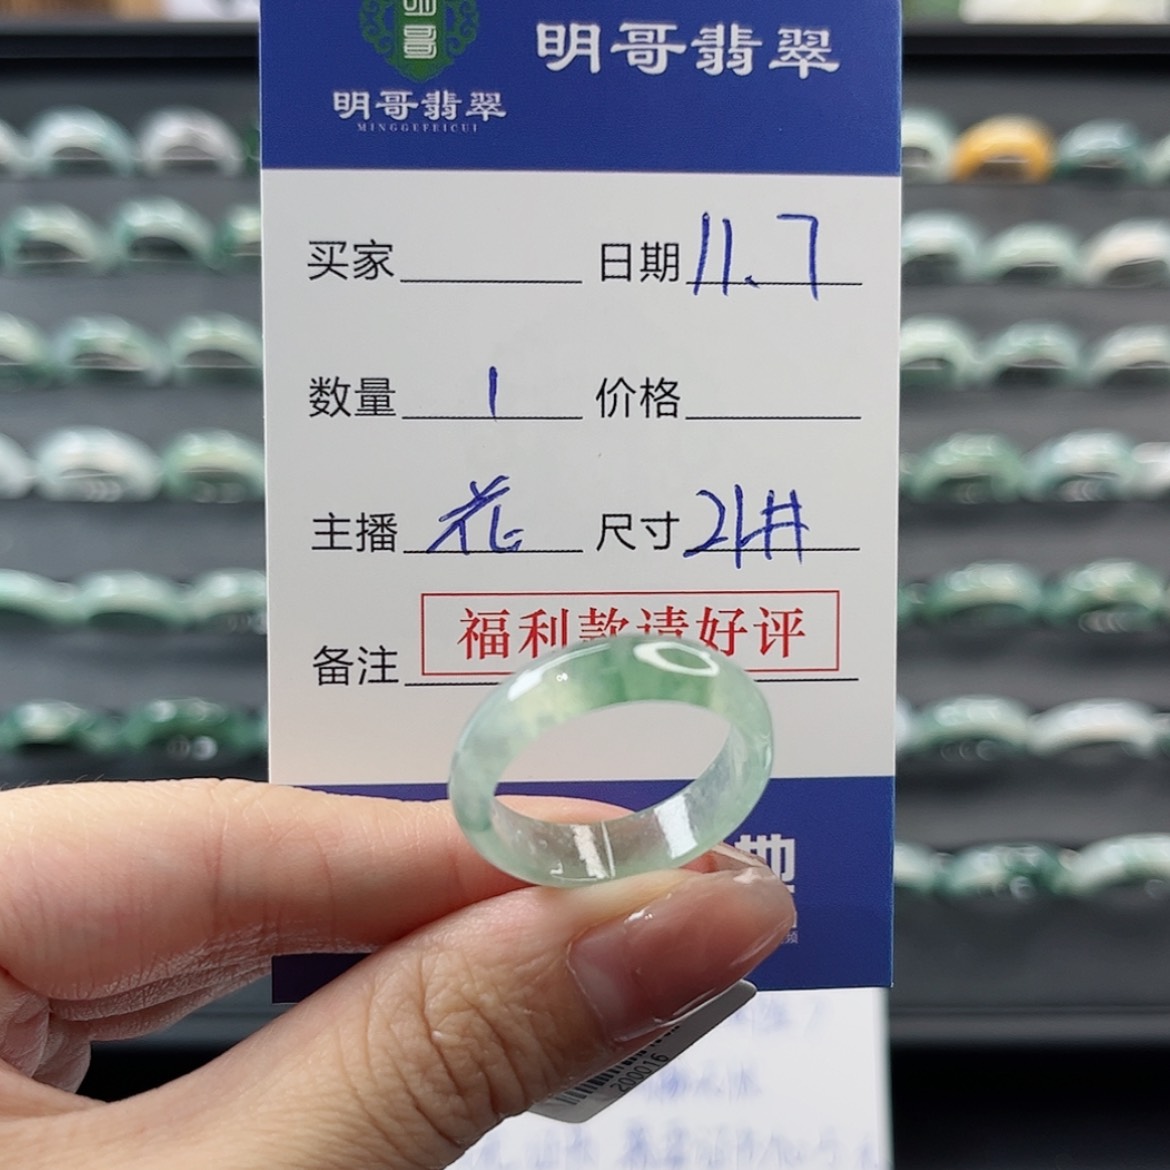 明哥翡翠
明哥翡翠
MINGGEFEICUI
买家 日期 11.7
数量 1 价格
主播 花 尺寸 21#
福利款请好评
备注
200016